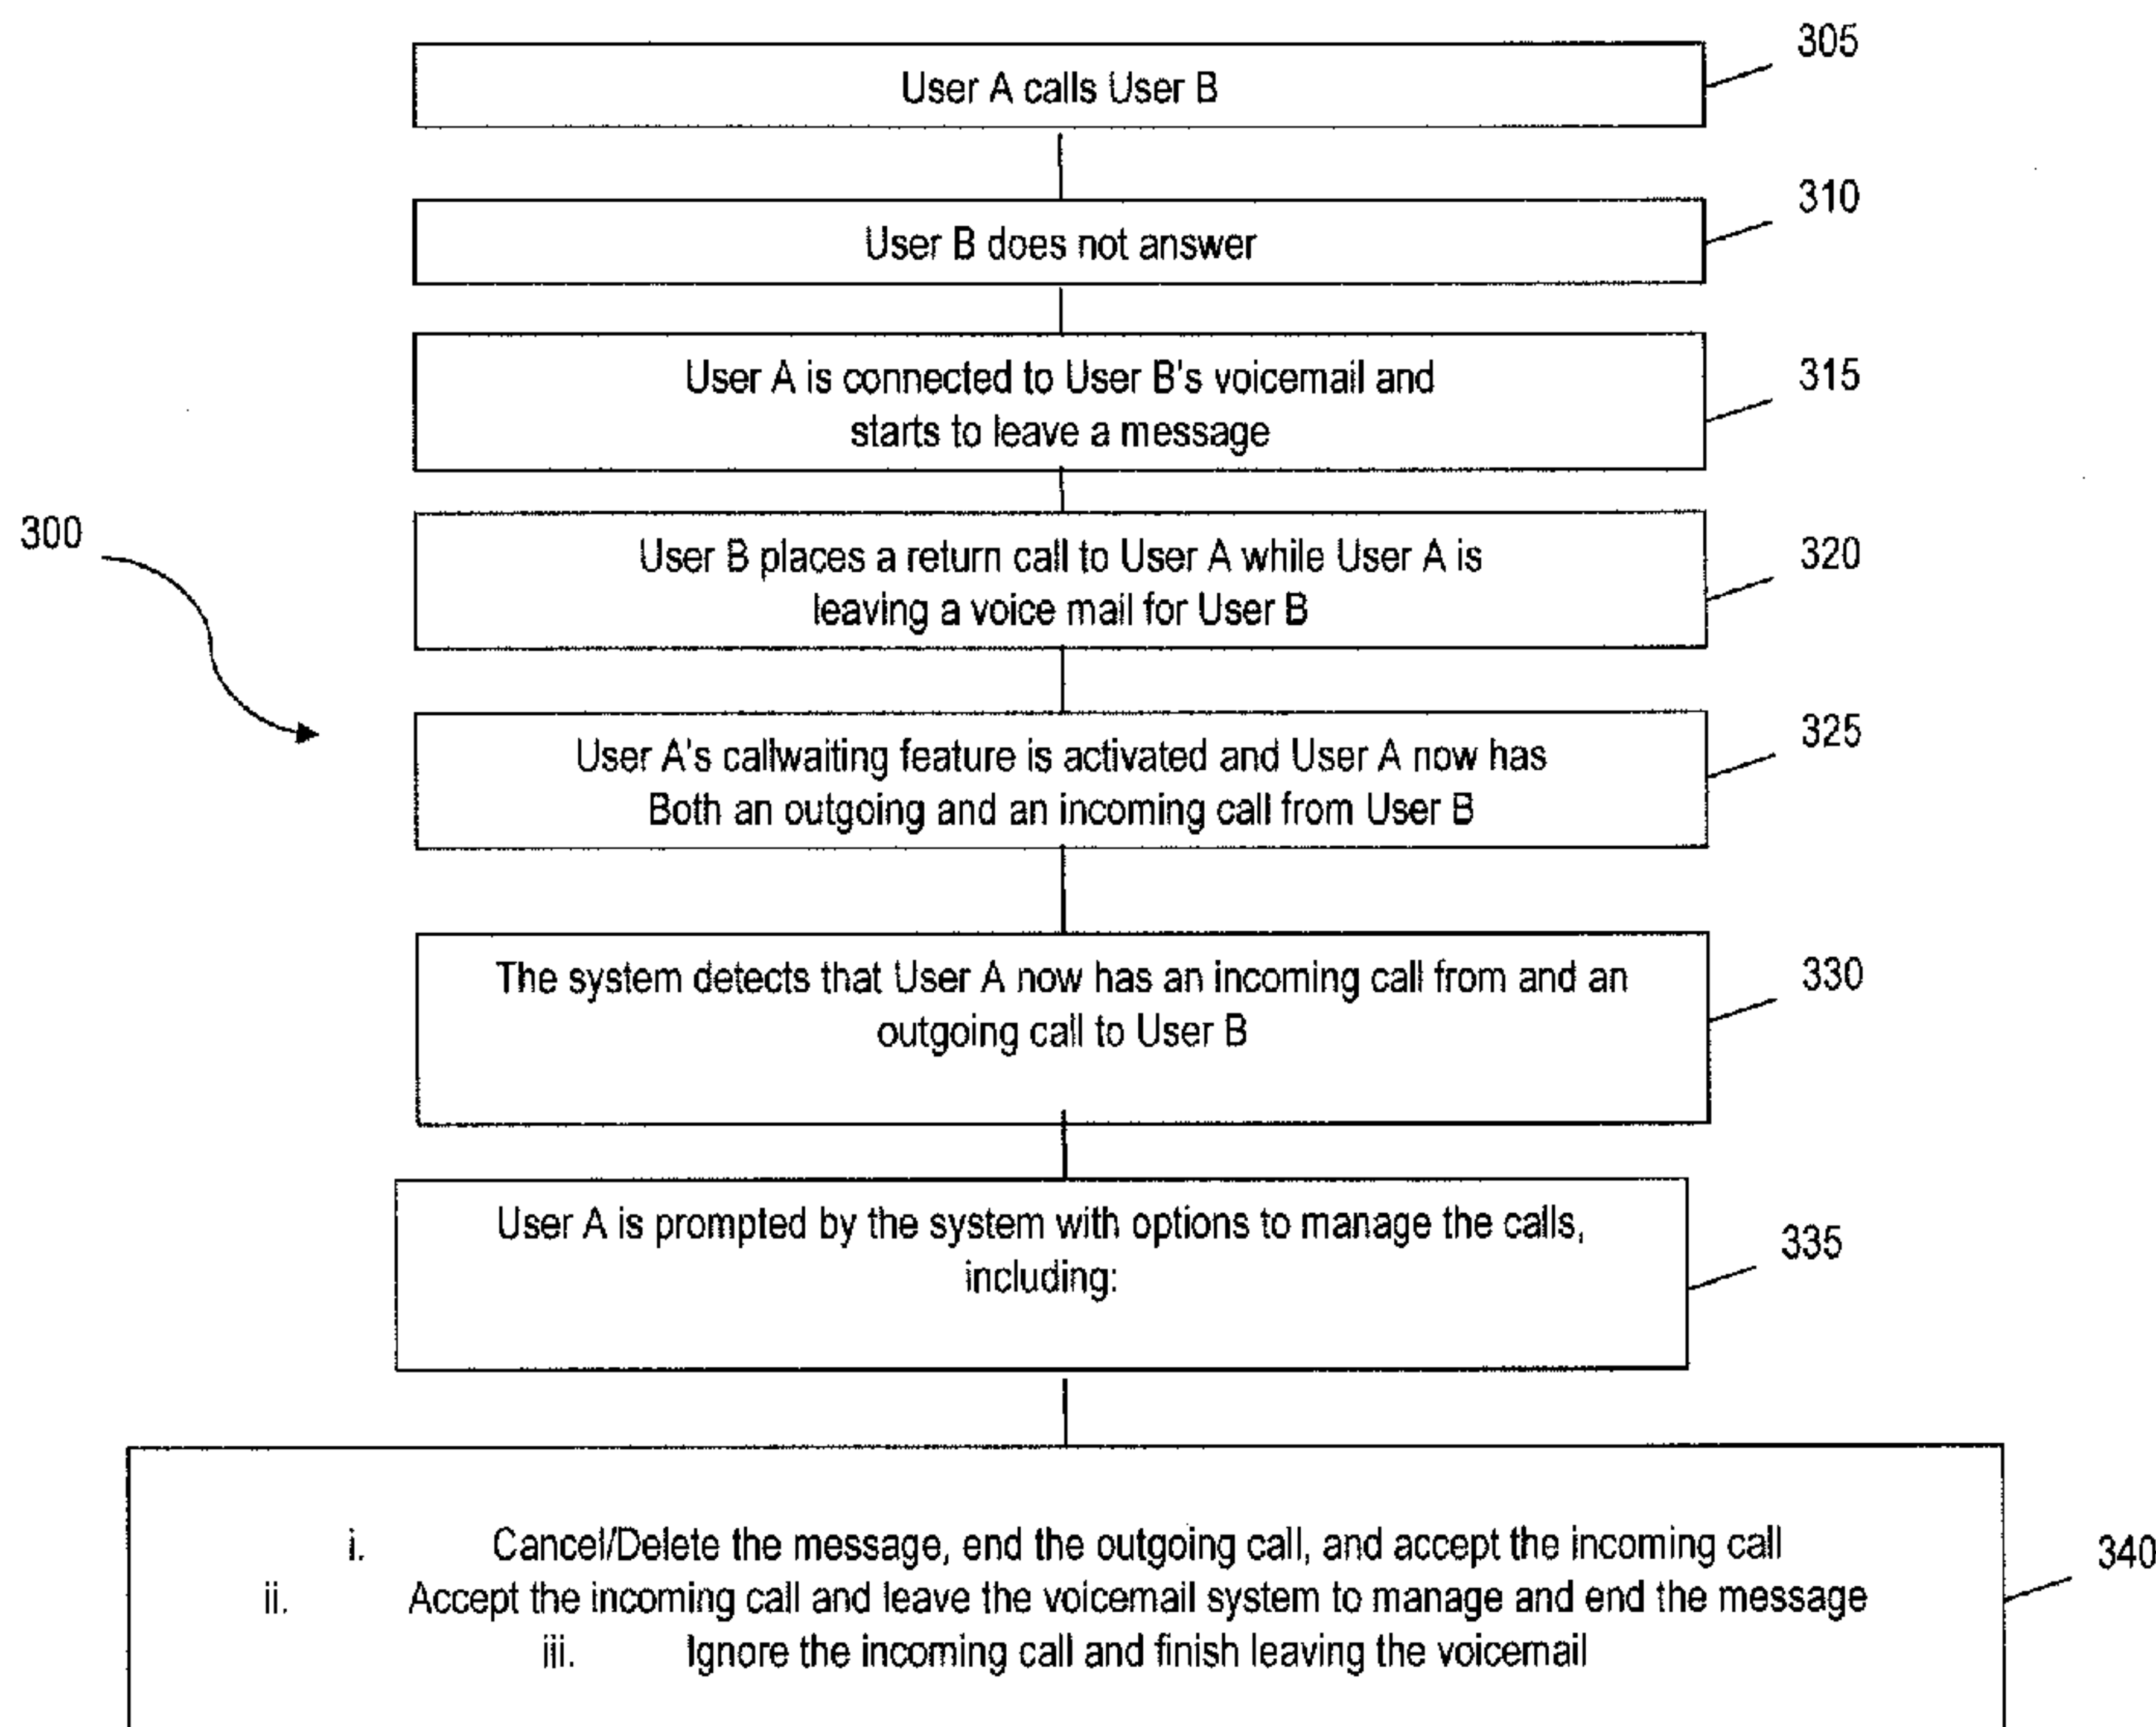 305
User A calls User B
310
User B does not answer
315
User A is connected to User B's voicemail and
starts to leave a message
300
320
User B places a return call to User A while User A is
leaving a voice mail for User B
325
User A's callwaiting feature is activated and User A now has
Both an outgoing and an incoming call from User B
330
The system detects that User A now has an incoming call from and an
outgoing call to User B
335
User A is prompted by the system with options to manage the calls,
including:
340
i. Cancel/Delete the message, end the outgoing call, and accept the incoming call
ii. Accept the incoming call and leave the voicemail system to manage and end the message
iii. Ignore the incoming call and finish leaving the voicemail